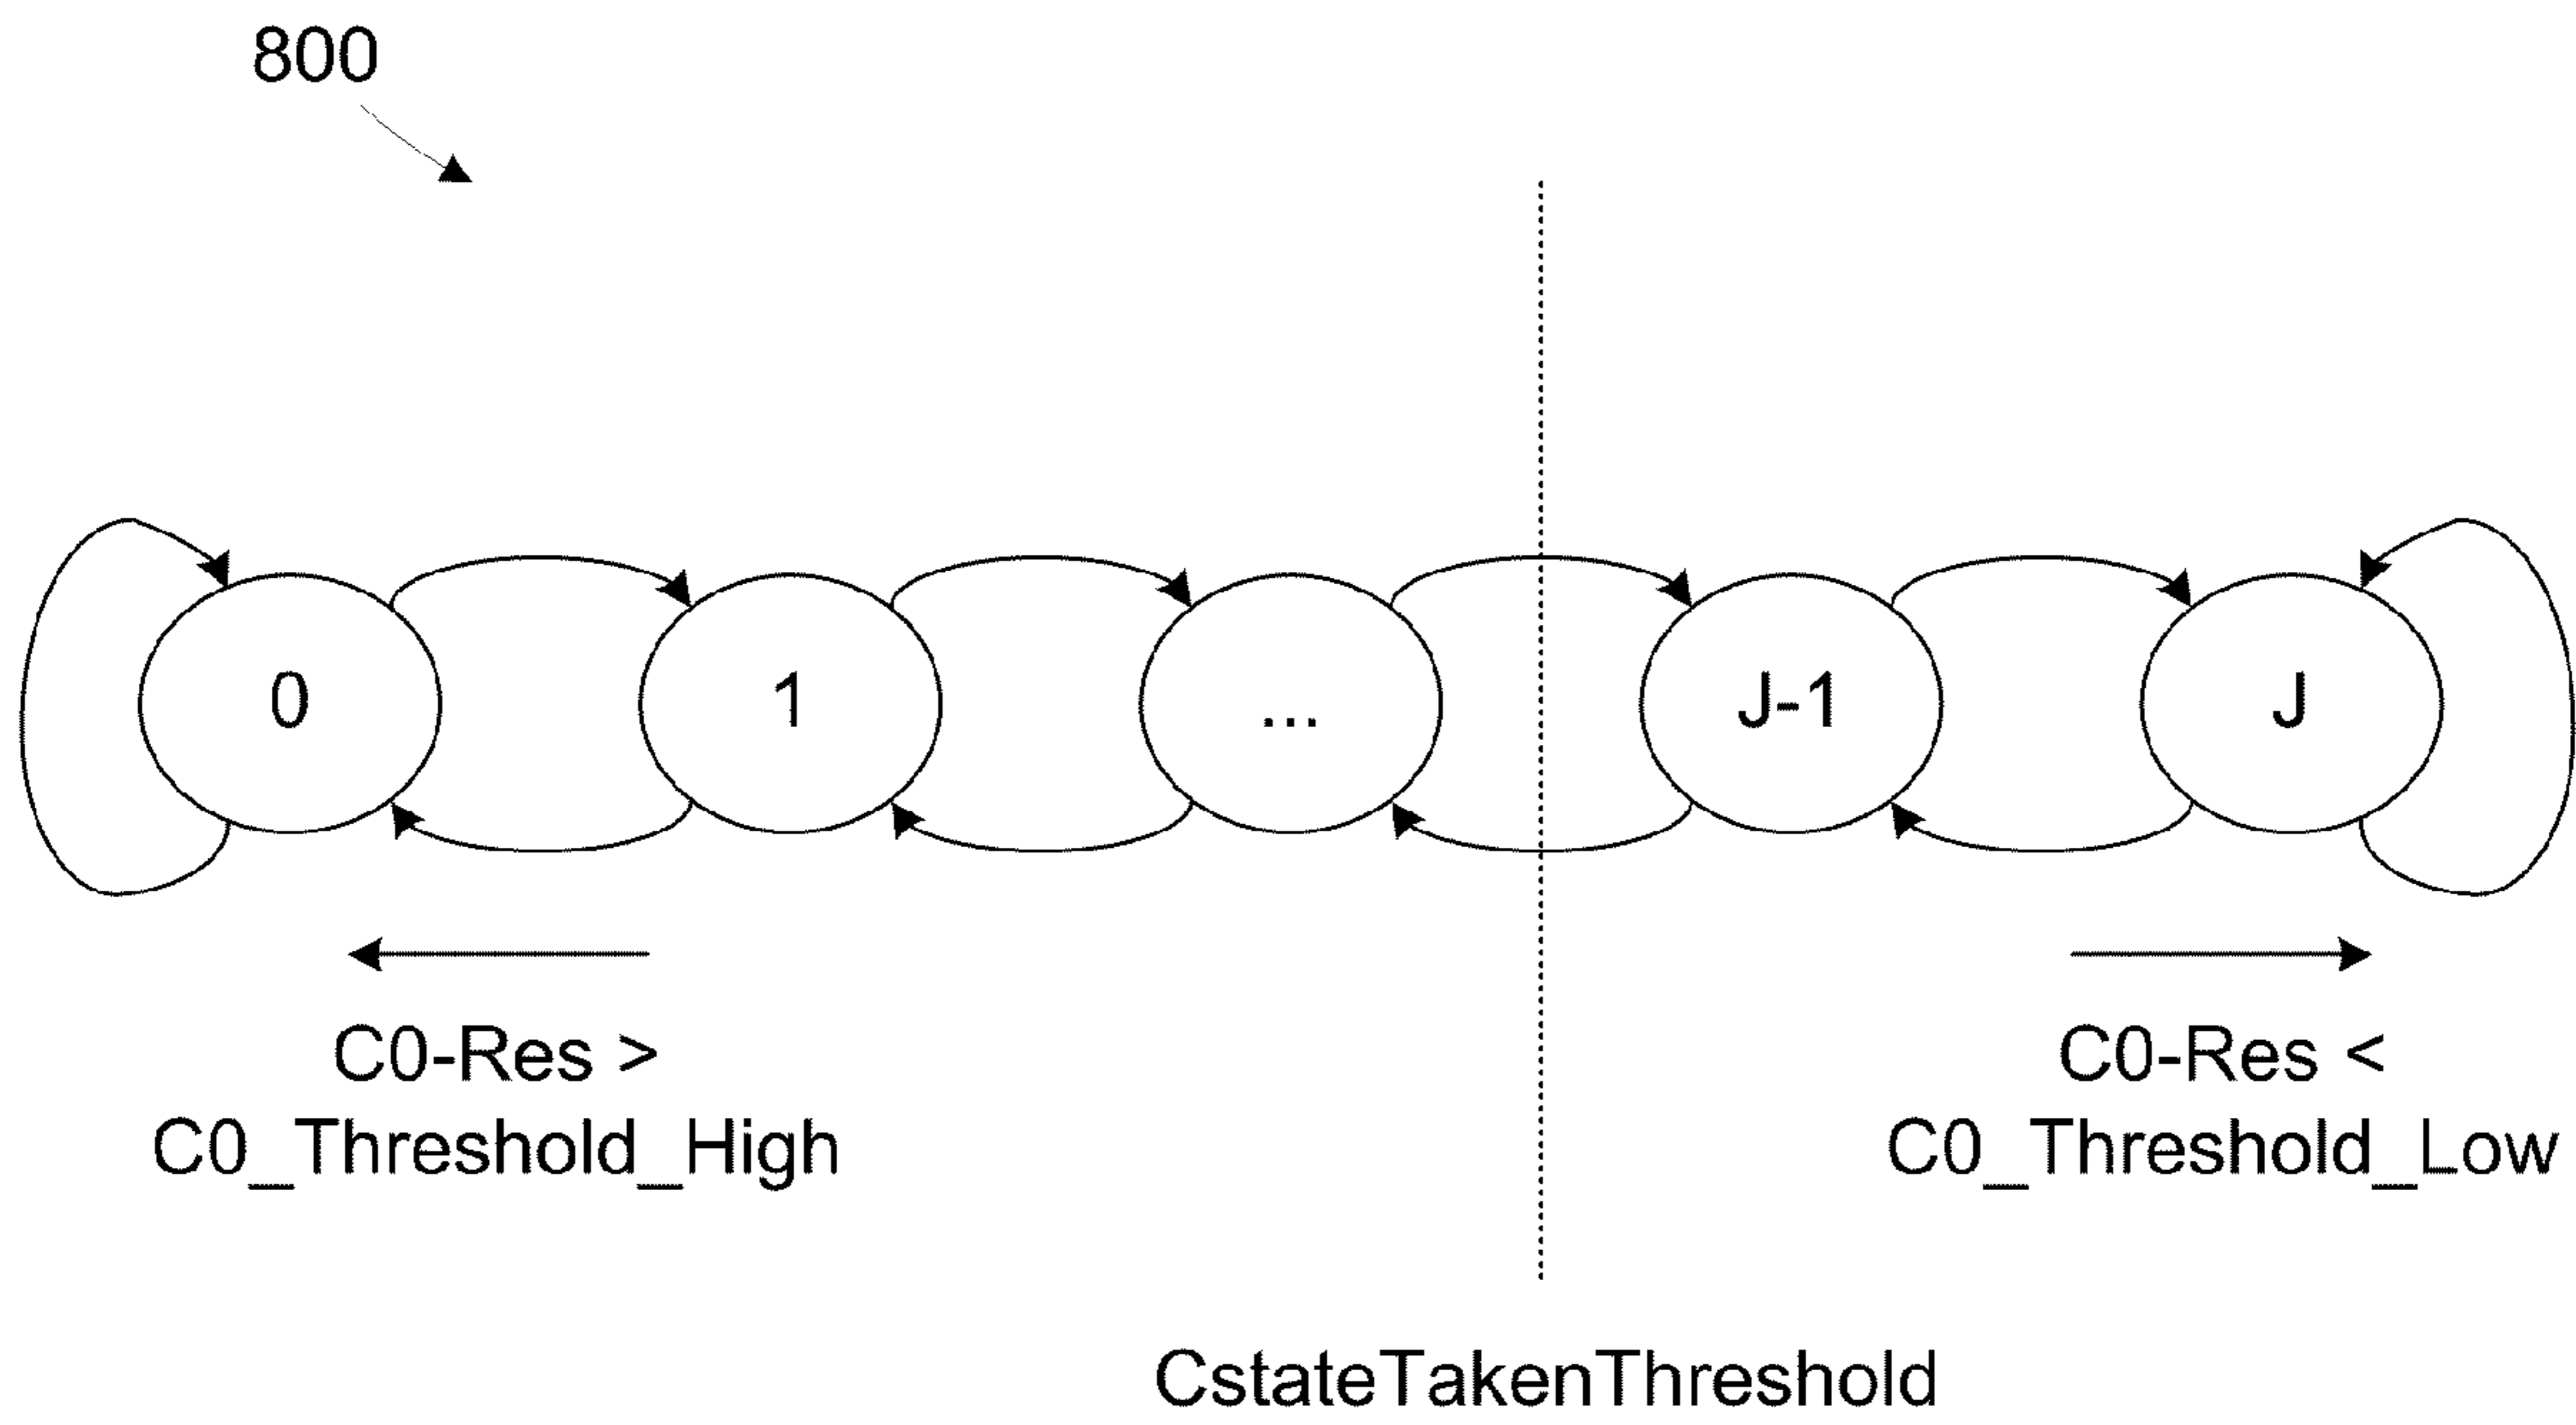 800
0
1
...
J-1
J
C0-Res >
C0_Threshold_High
C0-Res <
C0_Threshold_Low
CstateTakenThreshold